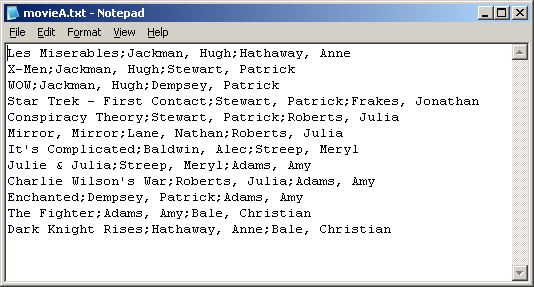 movieA.txt - Notepad
File Edit Format View Help
Les Miserables;Jackman, Hugh;Hathaway, Anne
X-Men;Jackman, Hugh;Stewart, Patrick
WOW;Jackman, Hugh;Dempsey, Patrick
Star Trek - First Contact;Stewart, Patrick;Frakes, Jonathan
Conspiracy Theory;Stewart, Patrick;Roberts, Julia
Mirror, Mirror;Lane, Nathan;Roberts, Julia
It's Complicated;Baldwin, Alec;Streep, Meryl
Julie & Julia;Streep, Meryl;Adams, Amy
Charlie Wilson's War;Roberts, Julia;Adams, Amy
Enchanted;Dempsey, Patrick;Adams, Amy
The Fighter;Adams, Amy;Bale, Christian
Dark Knight Rises;Hathaway, Anne;Bale, Christian